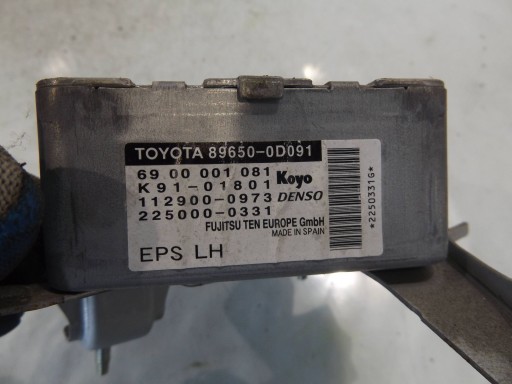 TOYOTA 89650-0D091
69 00 001 081
K91-01801 Koyo
112900-0973 DENSO
225000-0331
FUJITSU TEN EUROPE GmbH
MADE IN SPAIN
EPS LH
*2250331G*